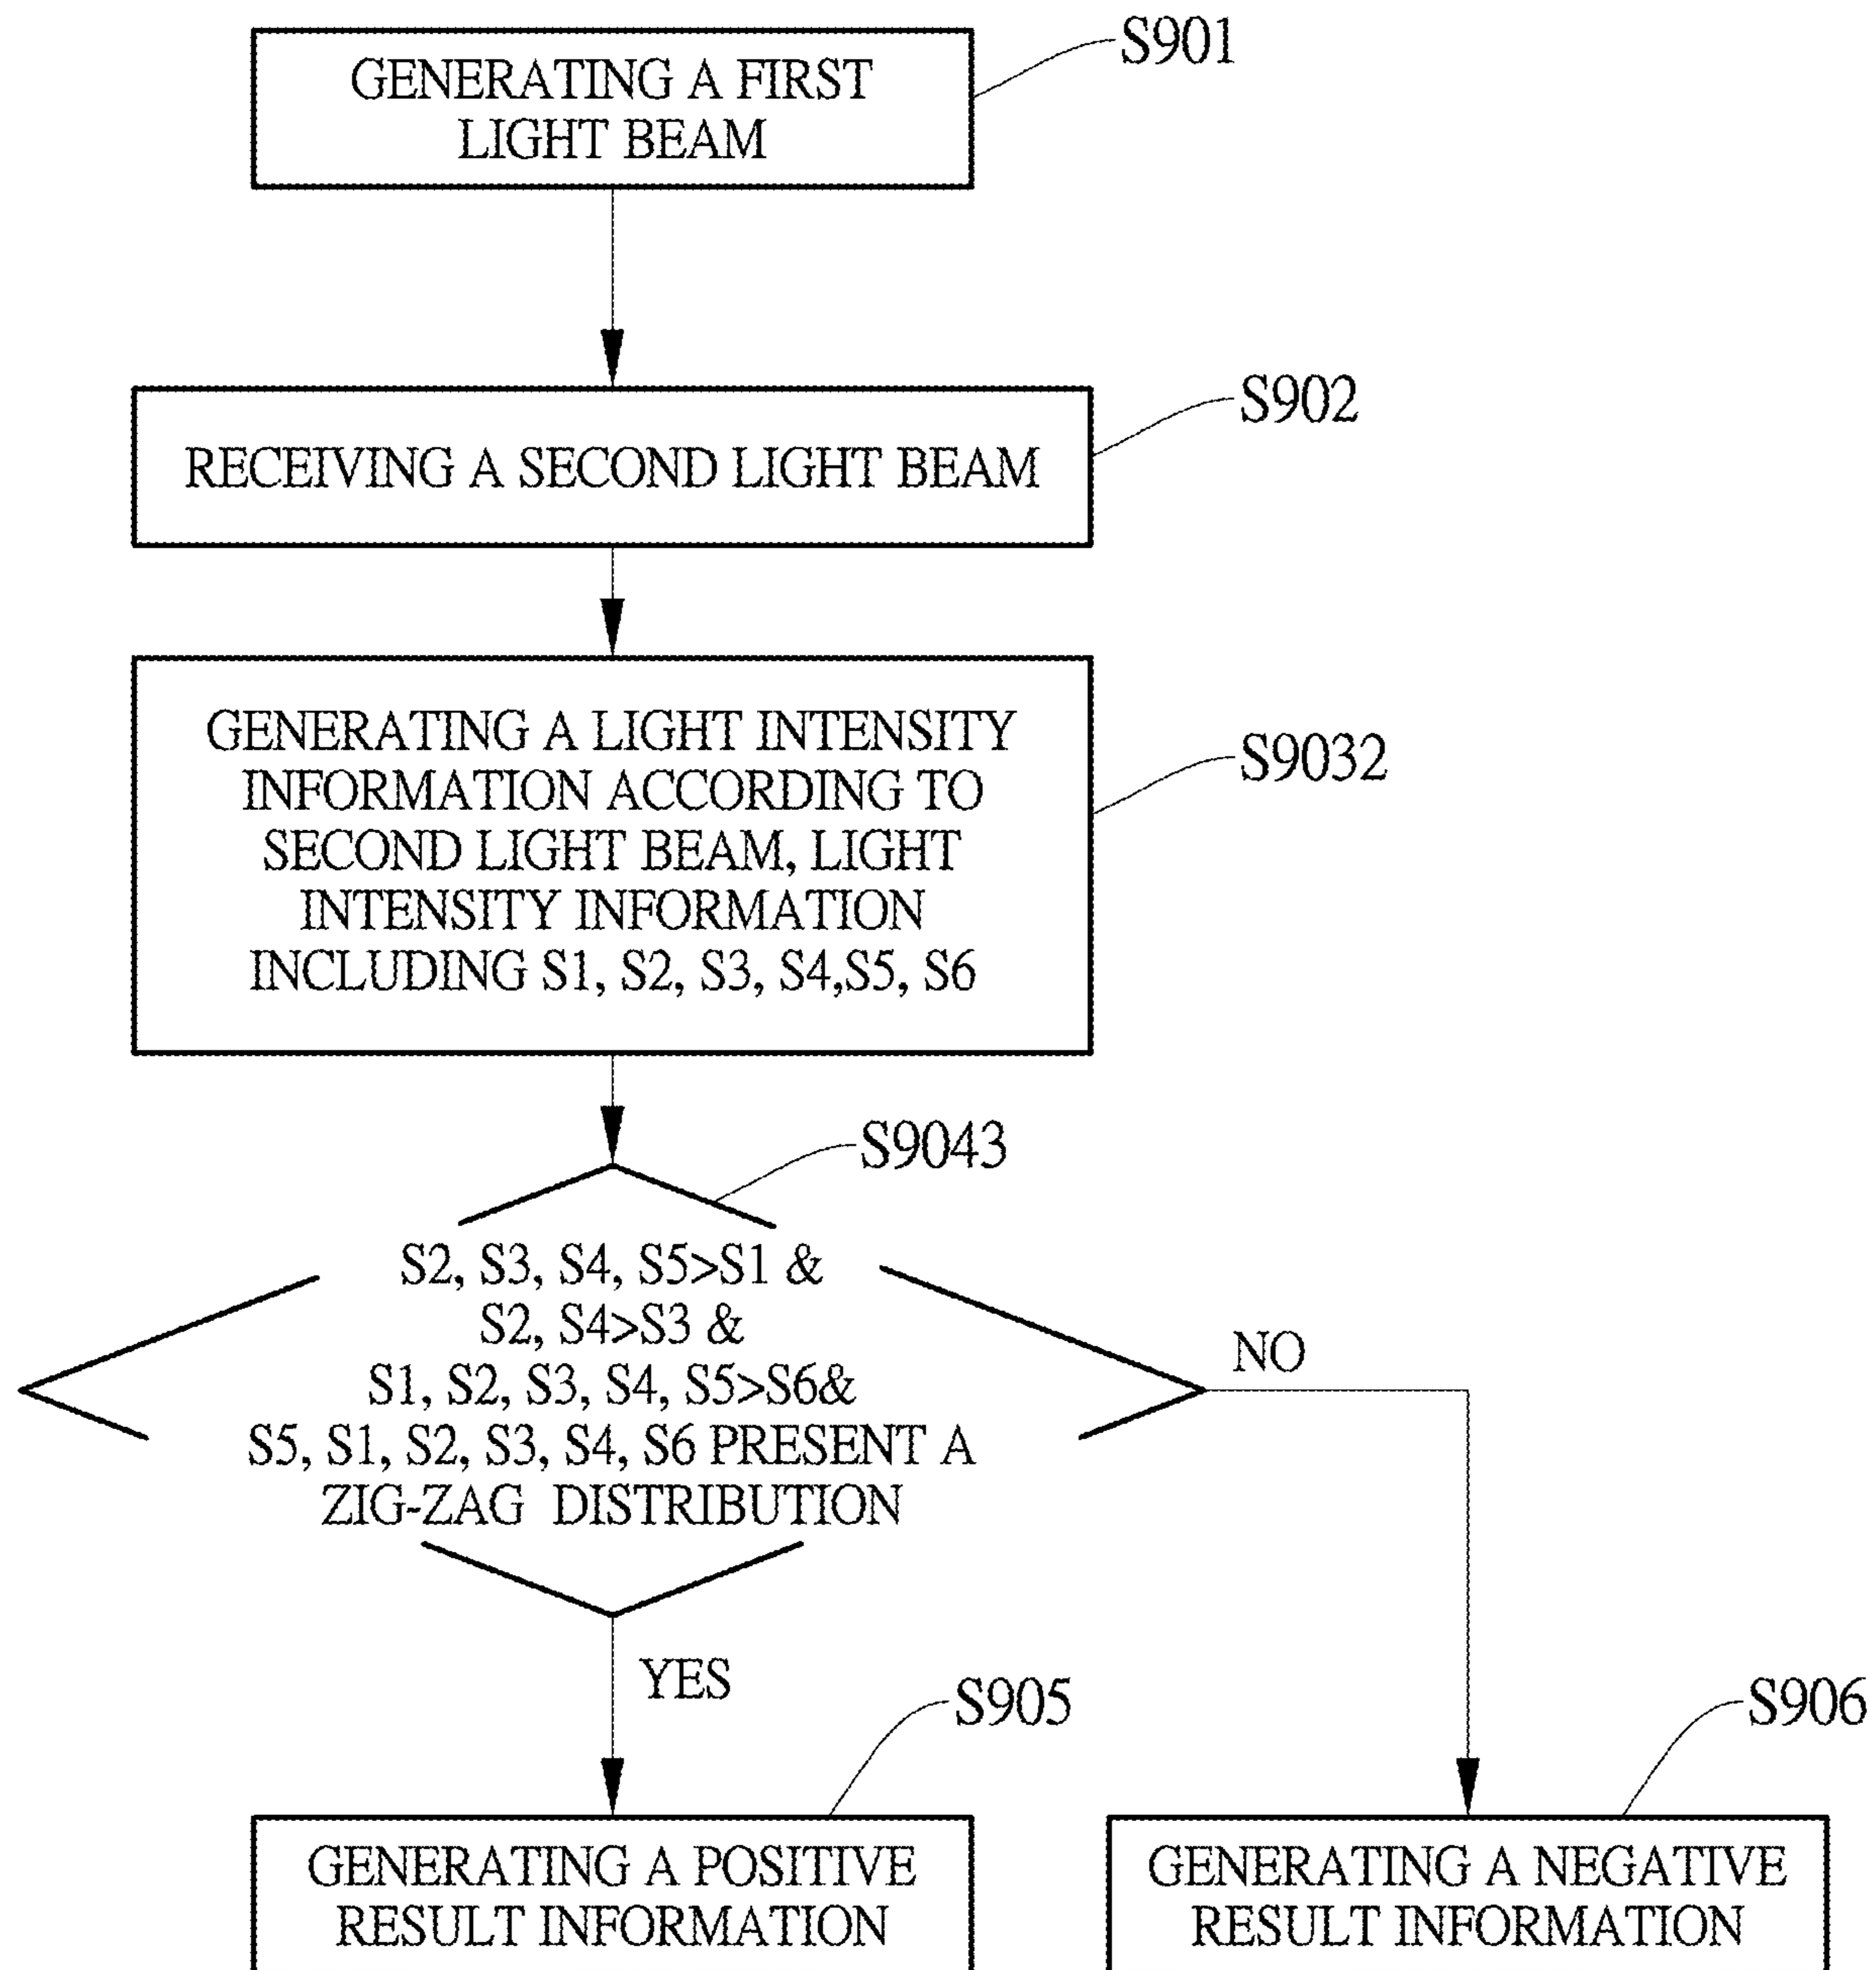 S901
GENERATING A FIRST
LIGHT BEAM
S902
RECEIVING A SECOND LIGHT BEAM
GENERATING A LIGHT INTENSITY
S9032
INFORMATION ACCORDING TO
SECOND LIGHT BEAM, LIGHT
INTENSITY INFORMATION
INCLUDING S1, S2, S3, S4,S5, S6
S9043
S2, S3, S4, S5>S1 &
S2, S4>S3 &
NO
S1, S2, S3, S4, S5>S6&
S5, S1, S2, S3, S4, S6 PRESENT A
ZIG-ZAG DISTRIBUTION
YES
S905
S906
GENERATING A POSITIVE
RESULT INFORMATION
GENERATING A NEGATIVE
RESULT INFORMATION